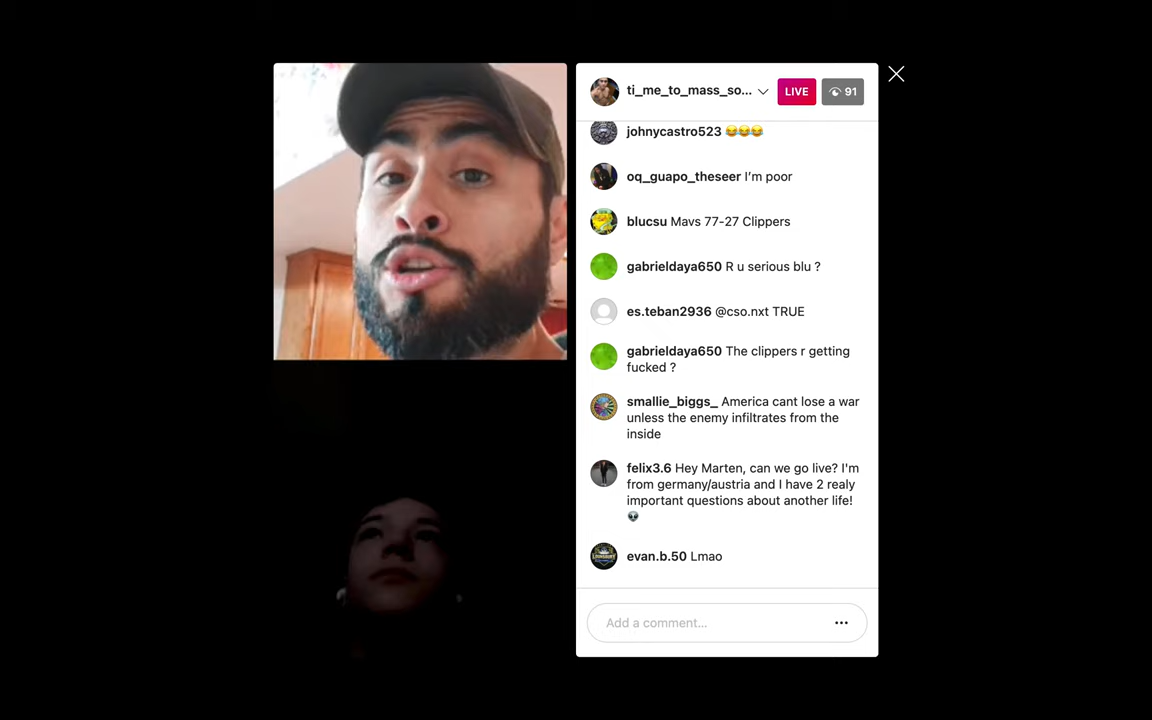 ti_me_to_mass_so...
LIVE
91
johnycastro523 😂😂😂
oq_guapo_theseer I'm poor
blucsu Mavs 77-27 Clippers
gabrieldaya650 R u serious blu ?
es.teban2936 @cso.nxt TRUE
gabrieldaya650 The clippers r getting
fucked ?
smallie_biggs_ America cant lose a war
unless the enemy infiltrates from the
inside
felix3.6 Hey Marten, can we go live? I'm
from germany/austria and I have 2 realy
important questions about another life!
👽
evan.b.50 Lmao
Add a comment...